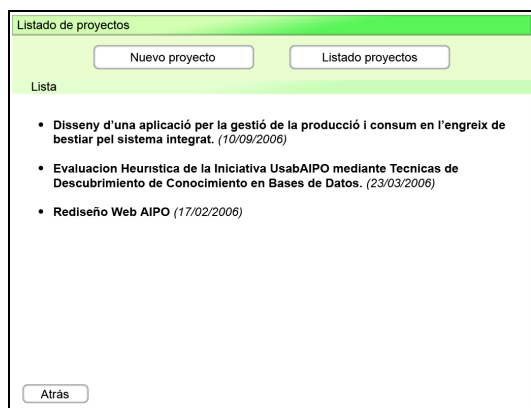 Listado de proyectos
Nuevo proyecto
Listado proyectos
Lista
• Disseny d'una aplicació per la gestió de la producció i consum en l'engreix de
bestiar pel sistema integrat. (10/09/2006)
• Evaluacion Heurıstica de la Iniciativa UsabAIPO mediante Tecnicas de
Descubrimiento de Conocimiento en Bases de Datos. (23/03/2006)
• Rediseño Web AIPO (17/02/2006)
Atrás